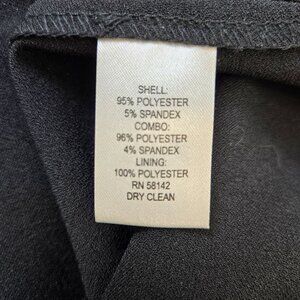 SHELL:
95% POLYESTER
5% SPANDEX
COMBO:
96% POLYESTER
4% SPANDEX
LINING:
100% POLYESTER
RN 58142
DRY CLEAN